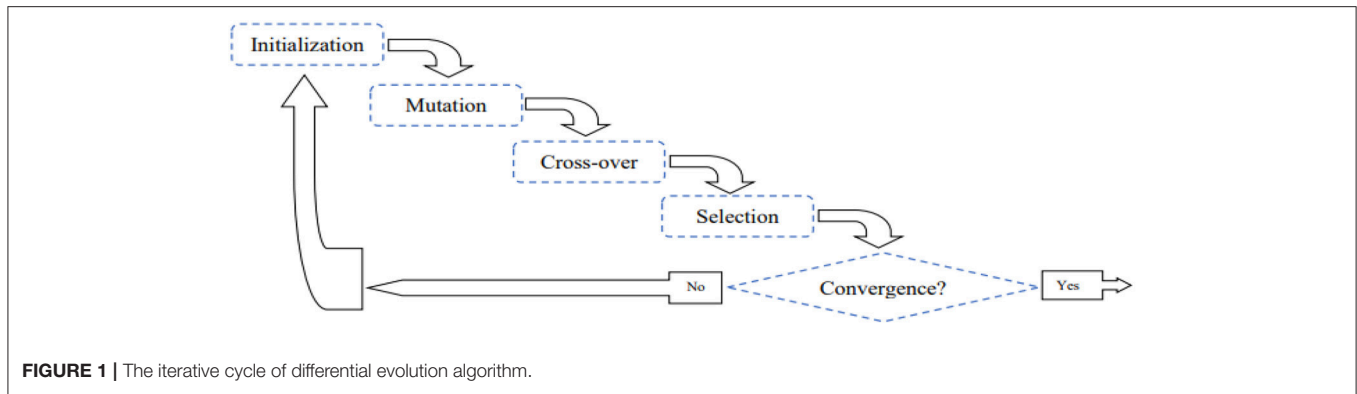 Initialization
Mutation
Cross-over
Selection
No
Convergence?
Yes
FIGURE 1 | The iterative cycle of differential evolution algorithm.